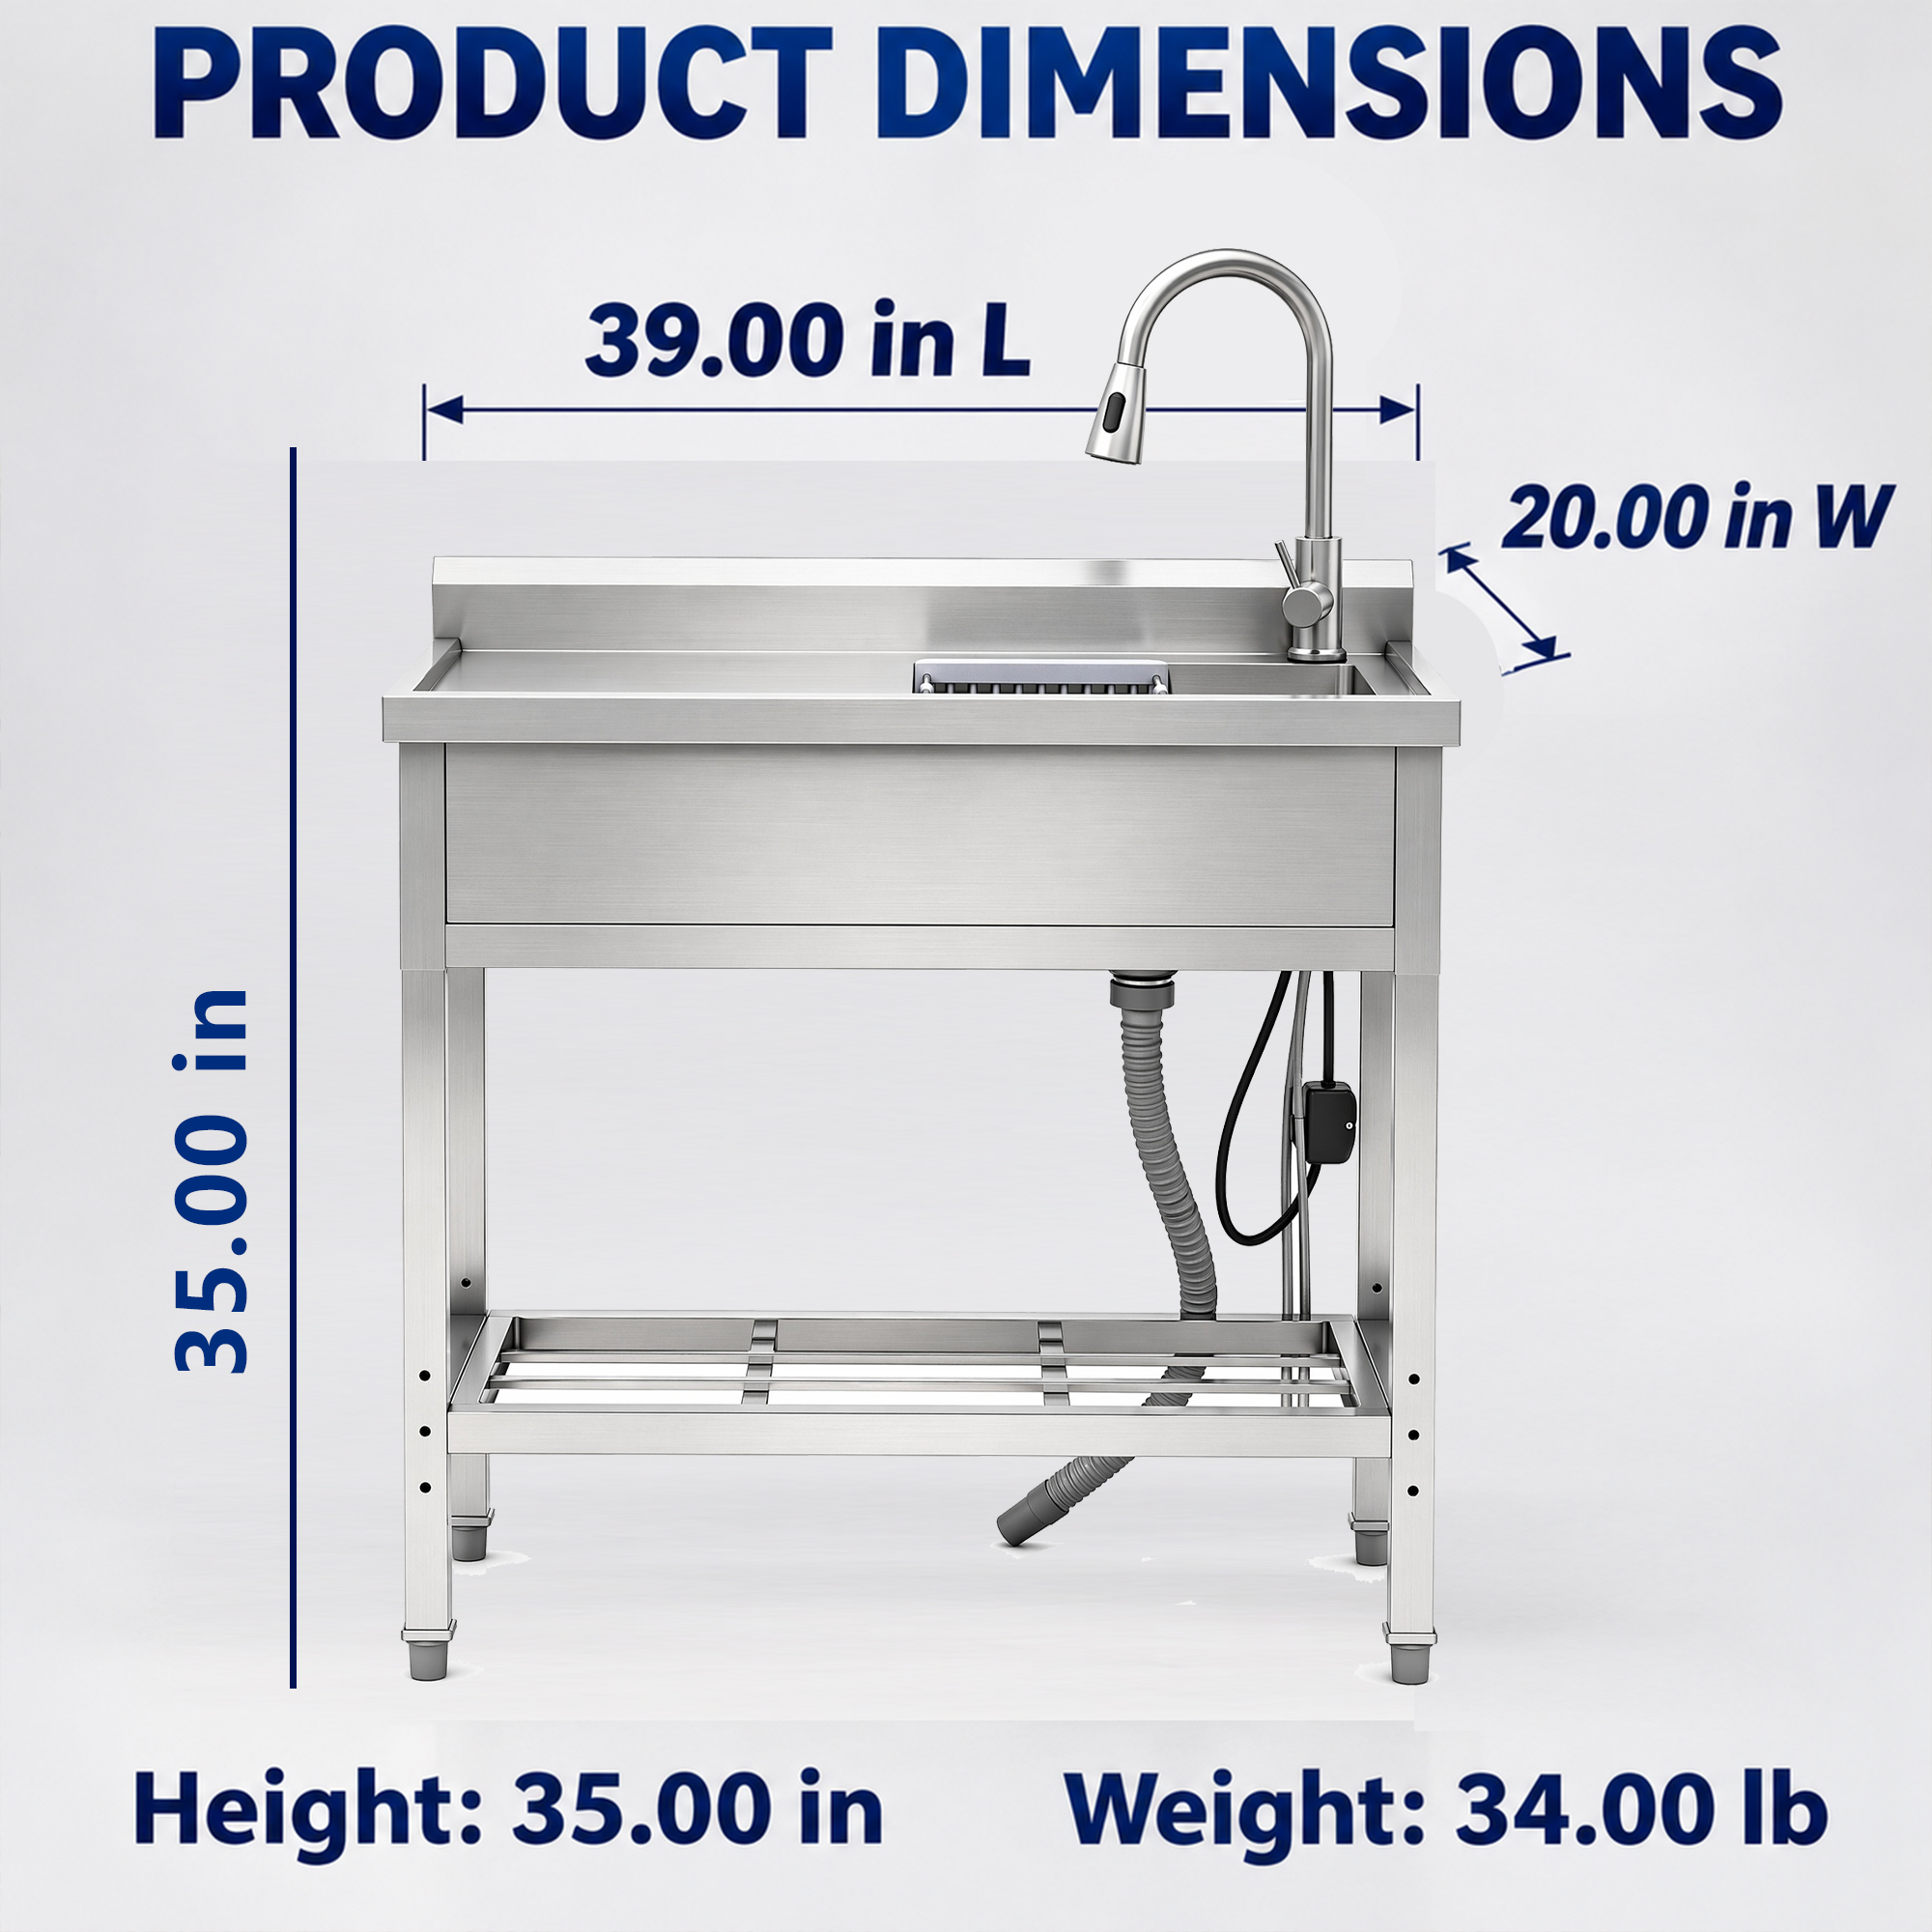 PRODUCT DIMENSIONS
39.00 in L
20.00 in W
35.00 in
Height: 35.00 in
Weight: 34.00 lb